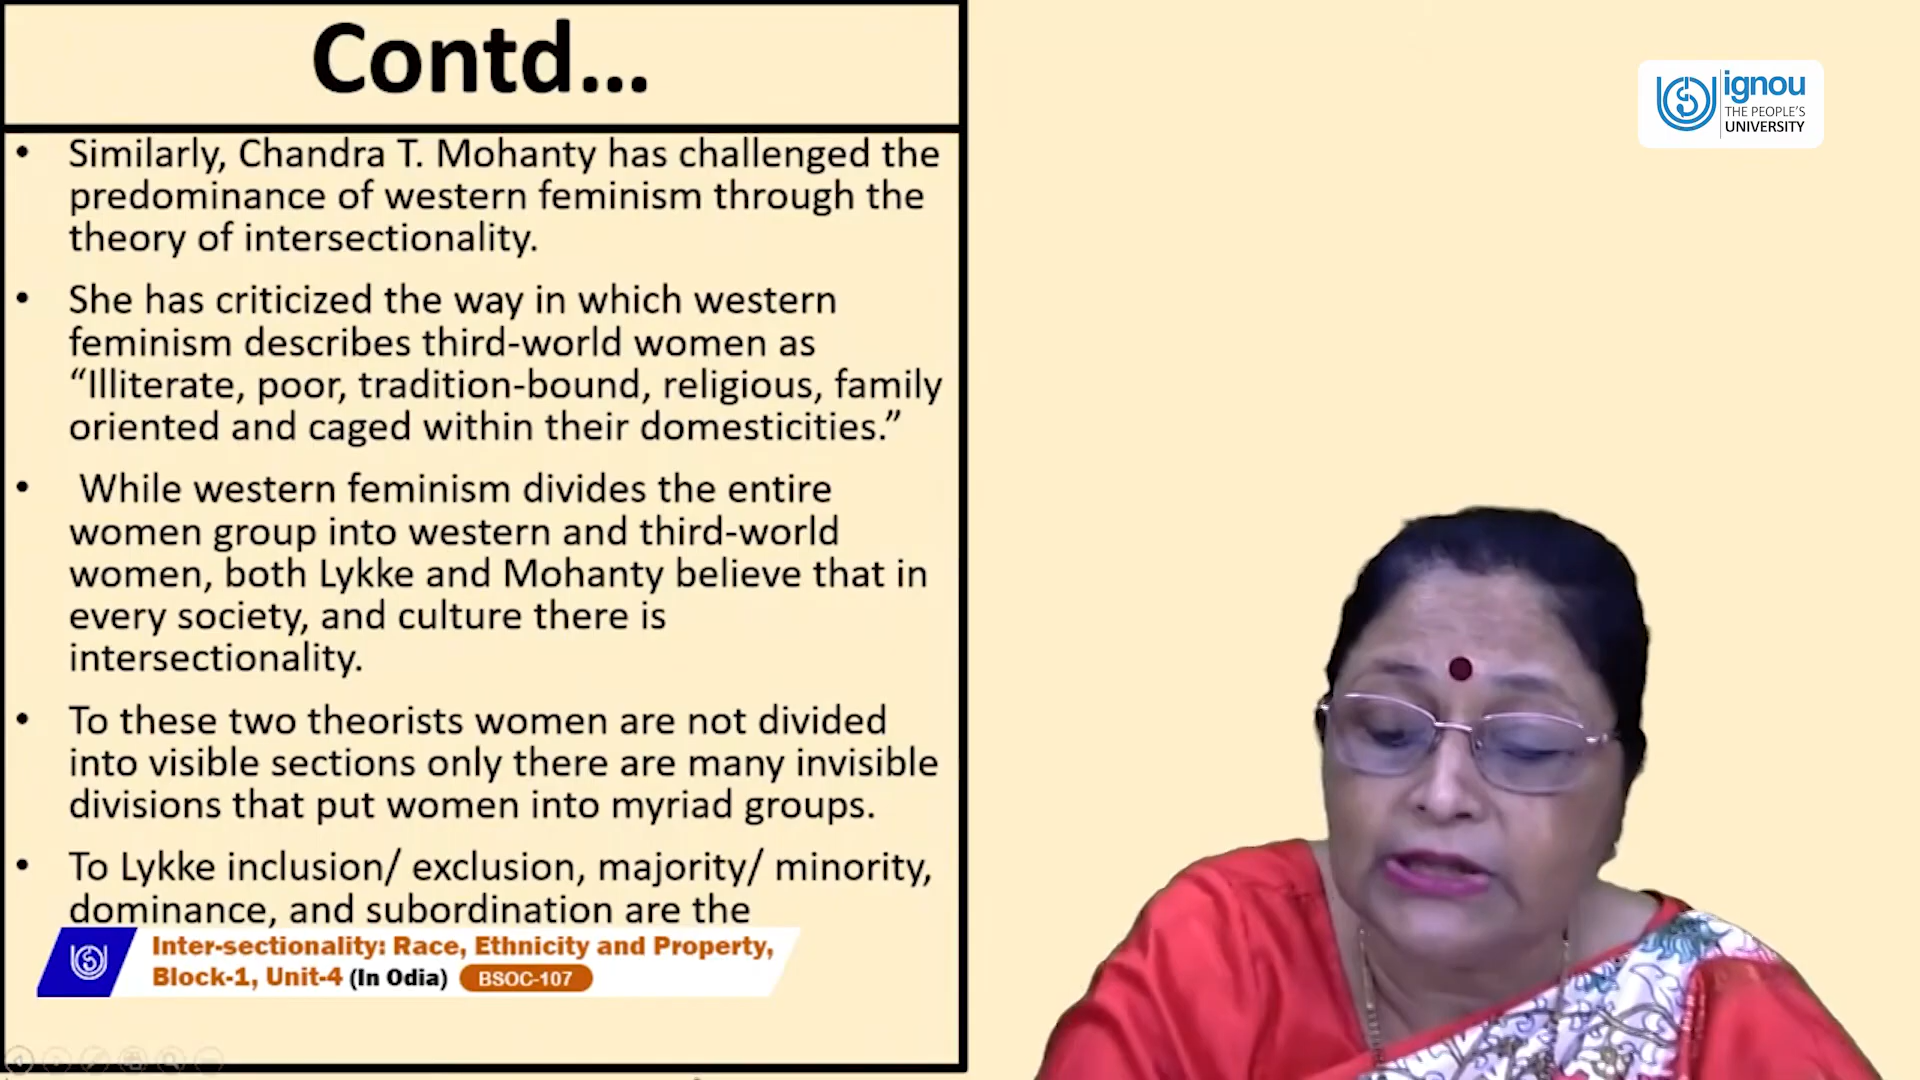 Contd...
• Similarly, Chandra T. Mohanty has challenged the
predominance of western feminism through the
theory of intersectionality.
• She has criticized the way in which western
feminism describes third-world women as
“Illiterate, poor, tradition-bound, religious, family
oriented and caged within their domesticities.”
• While western feminism divides the entire
women group into western and third-world
women, both Lykke and Mohanty believe that in
every society, and culture there is
intersectionality.
• To these two theorists women are not divided
into visible sections only there are many invisible
divisions that put women into myriad groups.
• To Lykke inclusion/ exclusion, majority/ minority,
dominance, and subordination are the
Inter-sectionality: Race, Ethnicity and Property,
Block-1, Unit-4 (In Odia) BSOC-107
ignou
THE PEOPLE'S
UNIVERSITY